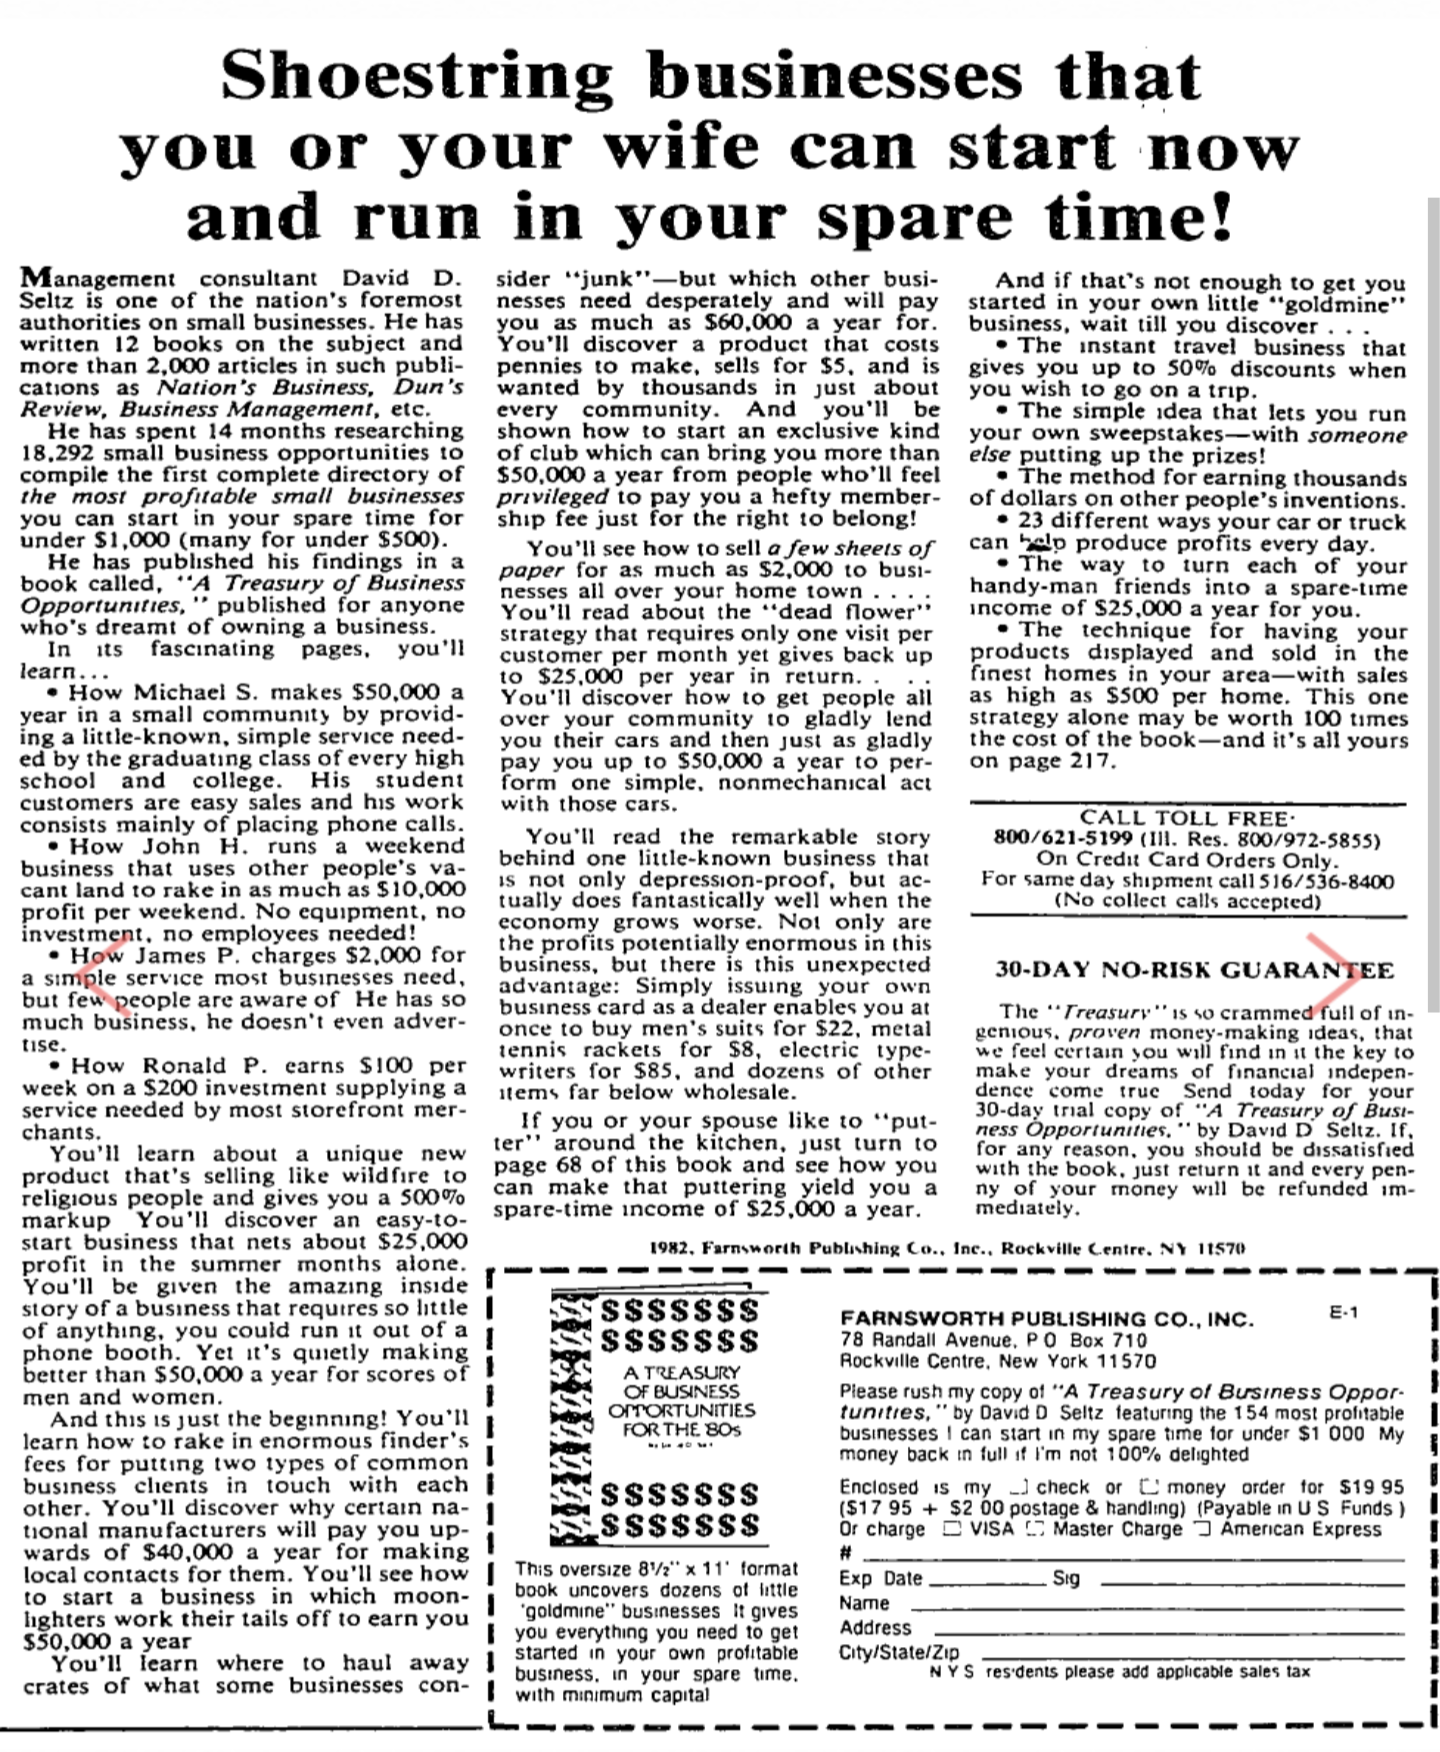 Shoestring businesses that
you or your wife can start now
and run in your spare time!
Management consultant David D.
Seltz is one of the nation's foremost
authorities on small businesses. He has
written 12 books on the subject and
more than 2,000 articles in such publi-
cations as Nation's Business, Dun's
Review, Business Management, etc.
He has spent 14 months researching
18,292 small business opportunities to
compile the first complete directory of
the most profitable small businesses
you can start in your spare time for
under $1,000 (many for under $500).
He has published his findings in a
book called, "A Treasury of Business
Opportunities," published for anyone
who's dreamt of owning a business.
In its fascinating pages, you'll
learn...
• How Michael S. makes $50,000 a
year in a small community by provid-
ing a little-known, simple service need-
ed by the graduating class of every high
school and college. His student
customers are easy sales and his work
consists mainly of placing phone calls.
• How John H. runs a weekend
business that uses other people's va-
cant land to rake in as much as $10,000
profit per weekend. No equipment, no
investment, no employees needed!
• How James P. charges $2,000 for
a simple service most businesses need,
but few people are aware of He has so
much business, he doesn't even adver-
tise.
• How Ronald P. earns $100 per
week on a $200 investment supplying a
service needed by most storefront mer-
chants.
You'll learn about a unique new
product that's selling like wildfire to
religious people and gives you a 500%
markup You'll discover an easy-to-
start business that nets about $25,000
profit in the summer months alone.
You'll be given the amazing inside
story of a business that requires so little
of anything, you could run it out of a
phone booth. Yet it's quietly making
better than $50,000 a year for scores of
men and women.
And this is just the beginning! You'll
learn how to rake in enormous finder's
fees for putting two types of common
business clients in touch with each
other. You'll discover why certain na-
tional manufacturers will pay you up-
wards of $40,000 a year for making
local contacts for them. You'll see how
to start a business in which moon-
lighters work their tails off to earn you
$50,000 a year
You'll learn where to haul away
crates of what some businesses con-
sider "junk"—but which other busi-
nesses need desperately and will pay
you as much as $60,000 a year for.
You'll discover a product that costs
pennies to make, sells for $5, and is
wanted by thousands in just about
every community. And you'll be
shown how to start an exclusive kind
of club which can bring you more than
$50,000 a year from people who'll feel
privileged to pay you a hefty member-
ship fee just for the right to belong!
You'll see how to sell a few sheets of
paper for as much as $2,000 to busi-
nesses all over your home town . . . .
You'll read about the "dead flower"
strategy that requires only one visit per
customer per month yet gives back up
to $25,000 per year in return. . . .
You'll discover how to get people all
over your community to gladly lend
you their cars and then just as gladly
pay you up to $50,000 a year to per-
form one simple, nonmechanical act
with those cars.
You'll read the remarkable story
behind one little-known business that
is not only depression-proof, but ac-
tually does fantastically well when the
economy grows worse. Not only are
the profits potentially enormous in this
business, but there is this unexpected
advantage: Simply issuing your own
business card as a dealer enables you at
once to buy men's suits for $22, metal
tennis rackets for $8, electric type-
writers for $85, and dozens of other
items far below wholesale.
If you or your spouse like to "put-
ter" around the kitchen, just turn to
page 68 of this book and see how you
can make that puttering yield you a
spare-time income of $25,000 a year.
And if that's not enough to get you
started in your own little "goldmine"
business, wait till you discover . . .
• The instant travel business that
gives you up to 50% discounts when
you wish to go on a trip.
• The simple idea that lets you run
your own sweepstakes—with someone
else putting up the prizes!
• The method for earning thousands
of dollars on other people's inventions.
• 23 different ways your car or truck
can help produce profits every day.
• The way to turn each of your
handy-man friends into a spare-time
income of $25,000 a year for you.
• The technique for having your
products displayed and sold in the
finest homes in your area—with sales
as high as $500 per home. This one
strategy alone may be worth 100 times
the cost of the book—and it's all yours
on page 217.
CALL TOLL FREE·
800/621-5199 (Ill. Res. 800/972-5855)
On Credit Card Orders Only.
For same day shipment call 516/536-8400
(No collect calls accepted)
30-DAY NO-RISK GUARANTEE
The "Treasury" is so crammed full of in-
genious, proven money-making ideas, that
we feel certain you will find in it the key to
make your dreams of financial indepen-
dence come true Send today for your
30-day trial copy of "A Treasury of Busi-
ness Opportunities," by David D Seltz. If,
for any reason, you should be dissatisfied
with the book, just return it and every pen-
ny of your money will be refunded im-
mediately.
1982, Farnsworth Publishing Co., Inc., Rockville Centre, NY 11570
$$$$$$$
$$$$$$$
A TREASURY
OF BUSINESS
OPPORTUNITIES
FOR THE '80s
$$$$$$$
$$$$$$$
This oversize 8½" x 11' format
book uncovers dozens of little
'goldmine" businesses It gives
you everything you need to get
started in your own profitable
business, in your spare time,
with minimum capital
FARNSWORTH PUBLISHING CO., INC. E-1
78 Randall Avenue, P O Box 710
Rockville Centre, New York 11570
Please rush my copy of "A Treasury of Business Oppor-
tunities," by David D Seltz featuring the 154 most profitable
businesses I can start in my spare time for under $1 000 My
money back in full if I'm not 100% delighted
Enclosed is my ☐ check or ☐ money order for $19 95
($17 95 + $2 00 postage & handling) (Payable in U S Funds )
Or charge ☐ VISA ☐ Master Charge ☐ American Express
#
Exp Date Sig
Name
Address
City/State/Zip
N Y S residents please add applicable sales tax